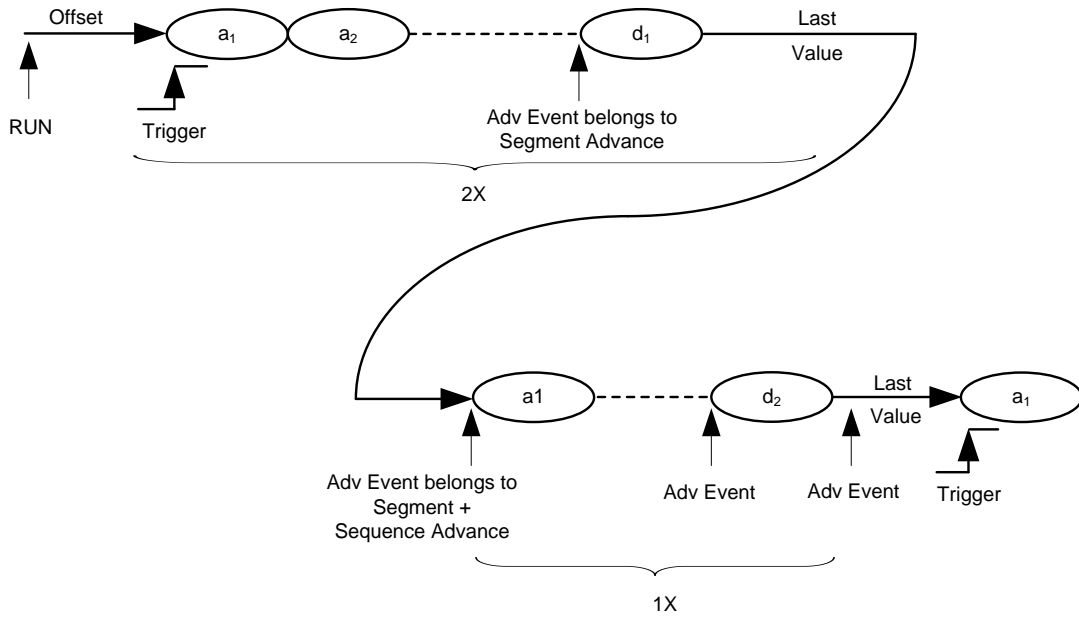 Offset
a₁
a₂
d₁
Last
Value
RUN
Trigger
Adv Event belongs to
Segment Advance
2X
a1
d₂
Last
Value
a₁
Adv Event belongs to
Segment +
Sequence Advance
Adv Event
Adv Event
Trigger
1X